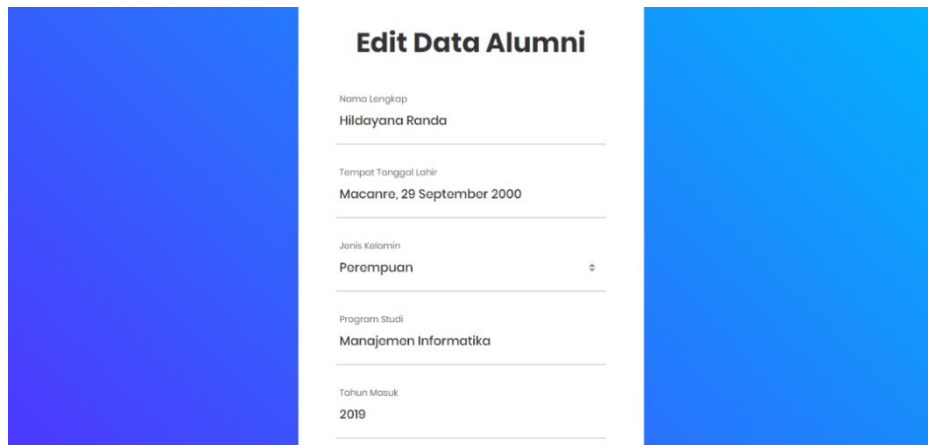 Edit Data Alumni
Nama Lengkap
Hildayana Randa
Tempat Tanggal Lahir
Macanre, 29 September 2000
Jenis Kelamin
Perempuan
Program Studi
Manajemen Informatika
Tahun Masuk
2019